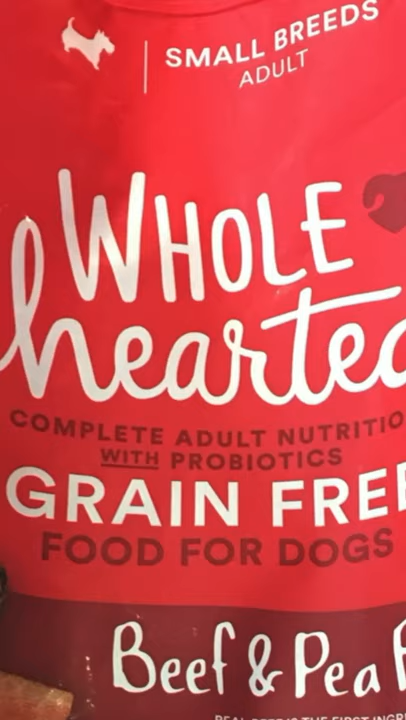 SMALL BREEDS
ADULT
WHOLE
hearted
COMPLETE ADULT NUTRITIO
WITH PROBIOTICS
GRAIN FREE
FOOD FOR DOGS
Beef & Pea